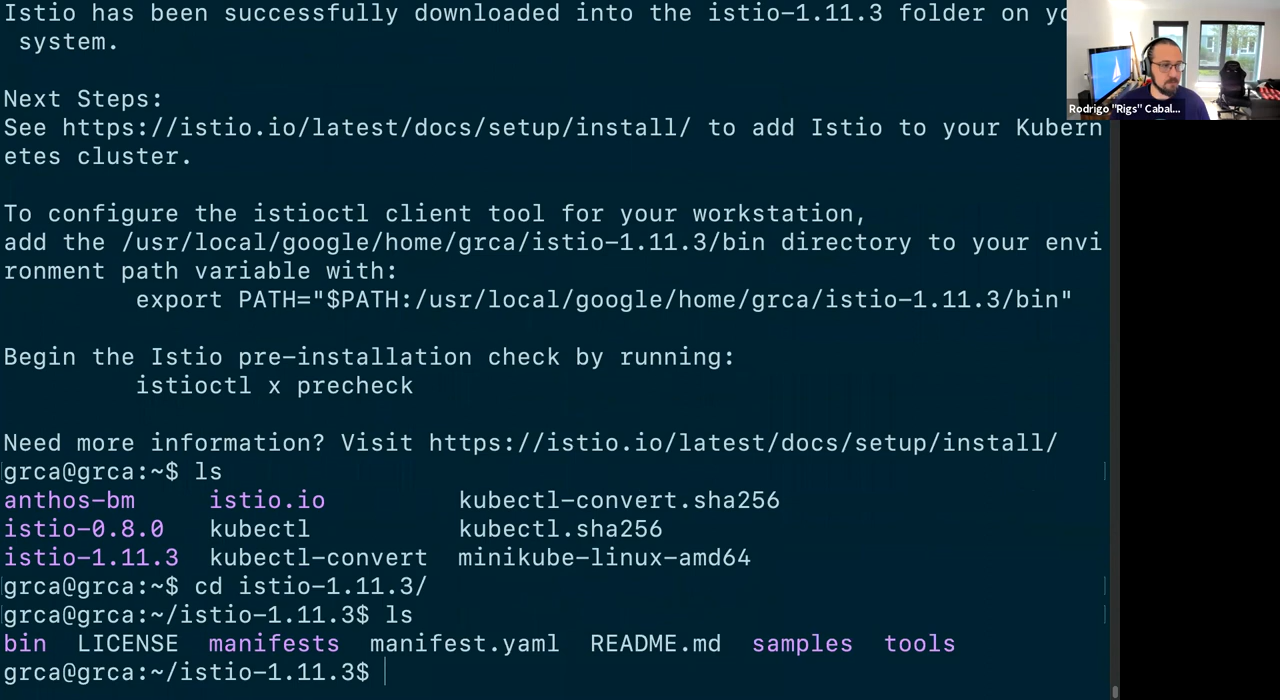 Istio has been successfully downloaded into the istio-1.11.3 folder on yo
 system.
Next Steps:
See https://istio.io/latest/docs/setup/install/ to add Istio to your Kubern
etes cluster.
To configure the istioctl client tool for your workstation,
add the /usr/local/google/home/grca/istio-1.11.3/bin directory to your envi
ronment path variable with:
export PATH="$PATH:/usr/local/google/home/grca/istio-1.11.3/bin"
Begin the Istio pre-installation check by running:
istioctl x precheck
Need more information? Visit https://istio.io/latest/docs/setup/install/
grca@grca:~$ ls
anthos-bm istio.io kubectl-convert.sha256
istio-0.8.0 kubectl kubectl.sha256
istio-1.11.3 kubectl-convert minikube-linux-amd64
grca@grca:~$ cd istio-1.11.3/
grca@grca:~/istio-1.11.3$ ls
bin LICENSE manifests manifest.yaml README.md samples tools
grca@grca:~/istio-1.11.3$
Rodrigo "Rigs" Cabal...